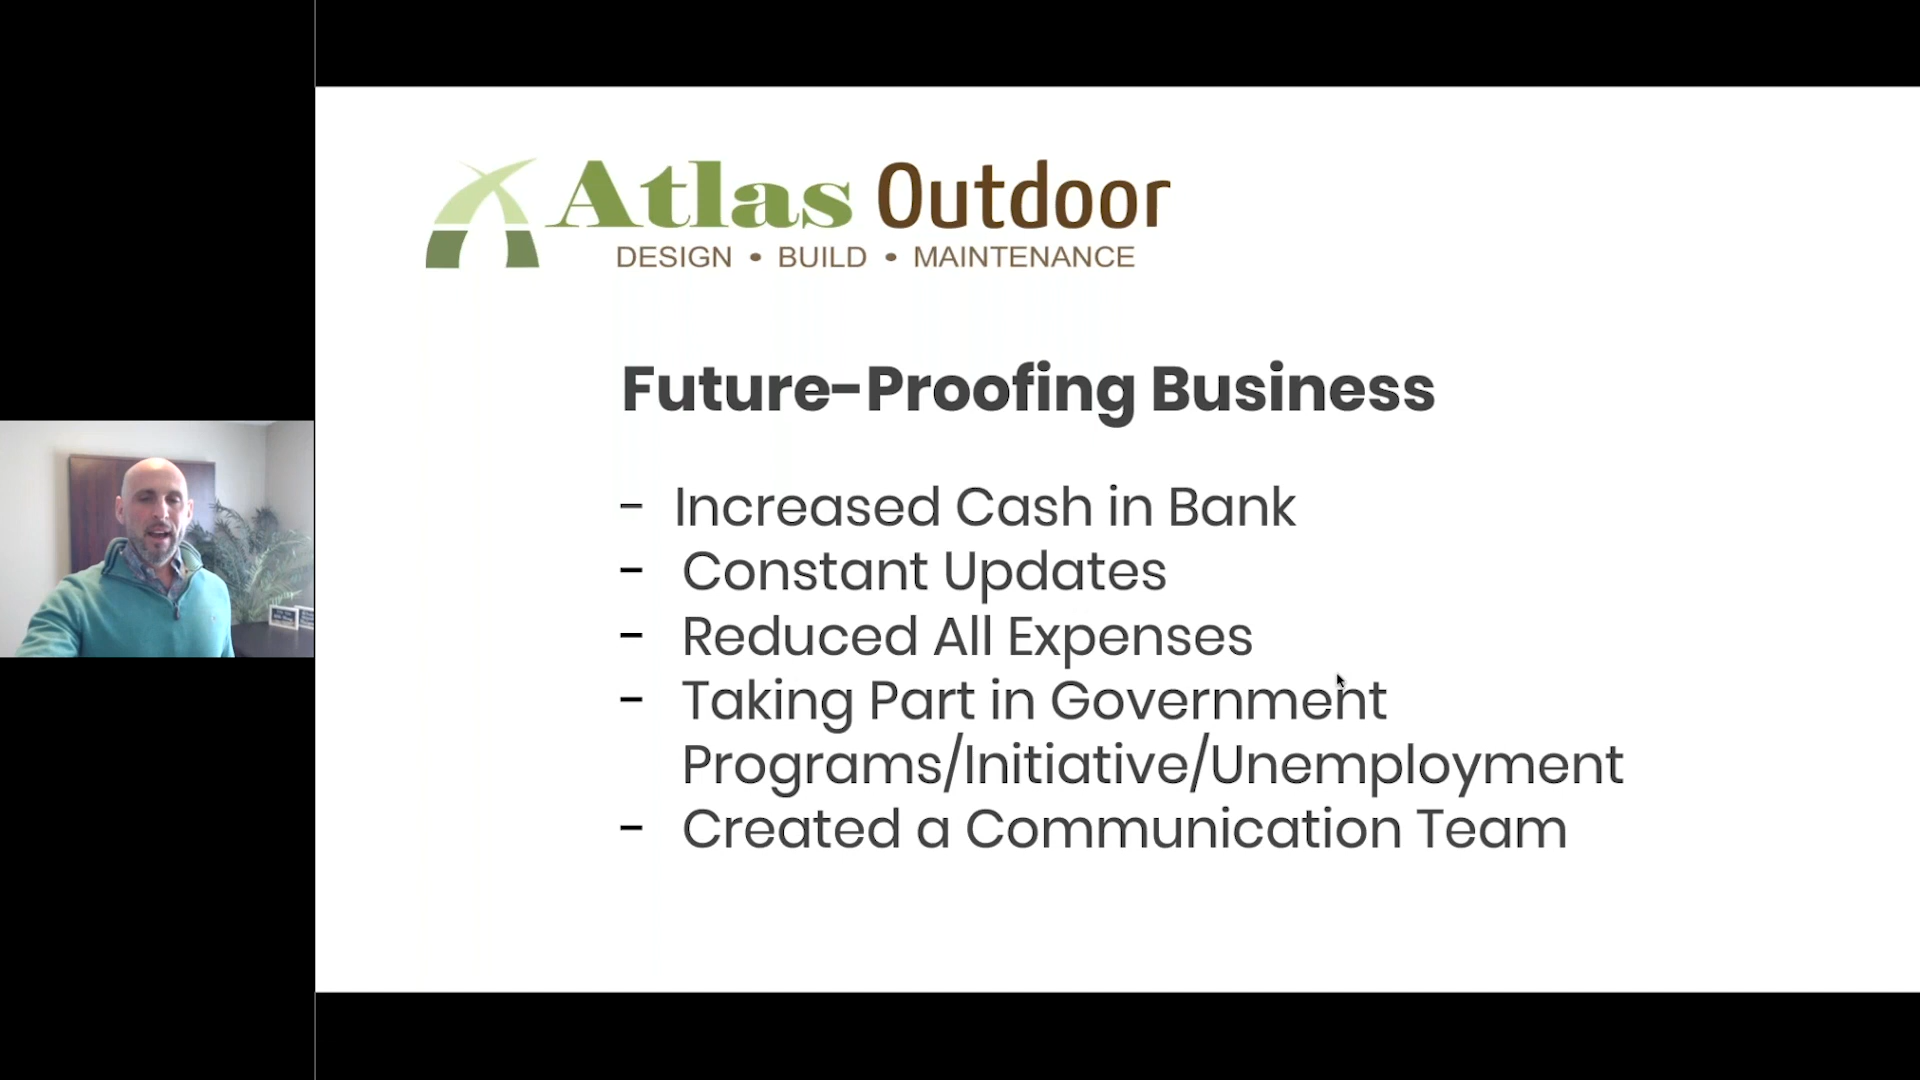 Atlas Outdoor
DESIGN • BUILD • MAINTENANCE
Future-Proofing Business
- Increased Cash in Bank
- Constant Updates
- Reduced All Expenses
- Taking Part in Government
Programs/Initiative/Unemployment
- Created a Communication Team